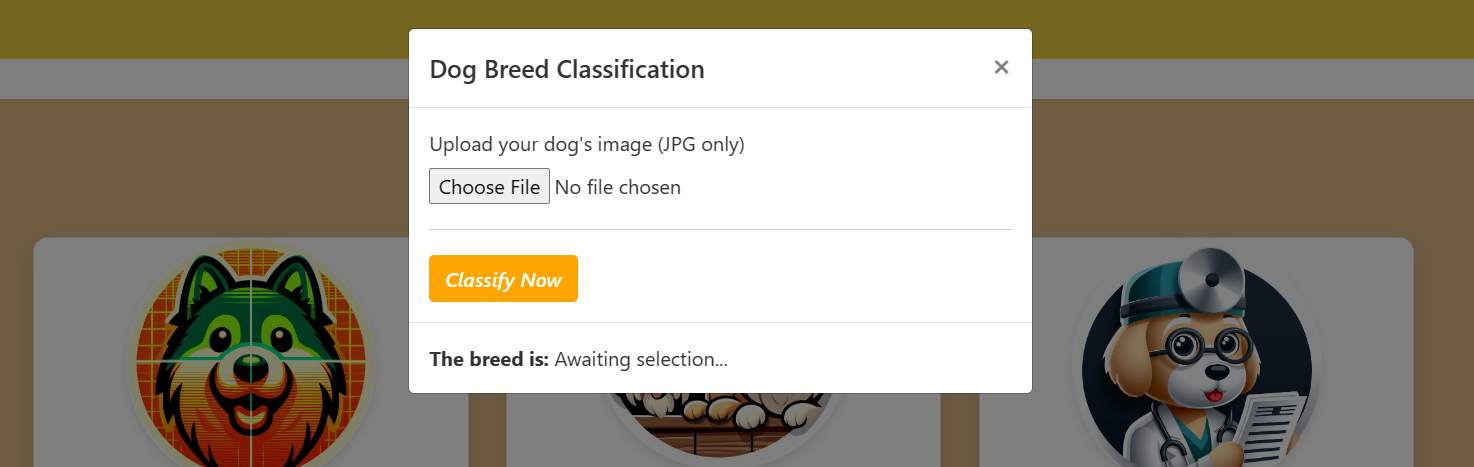 Dog Breed Classification ×
Upload your dog's image (JPG only)
Choose File No file chosen
Classify Now
The breed is: Awaiting selection...